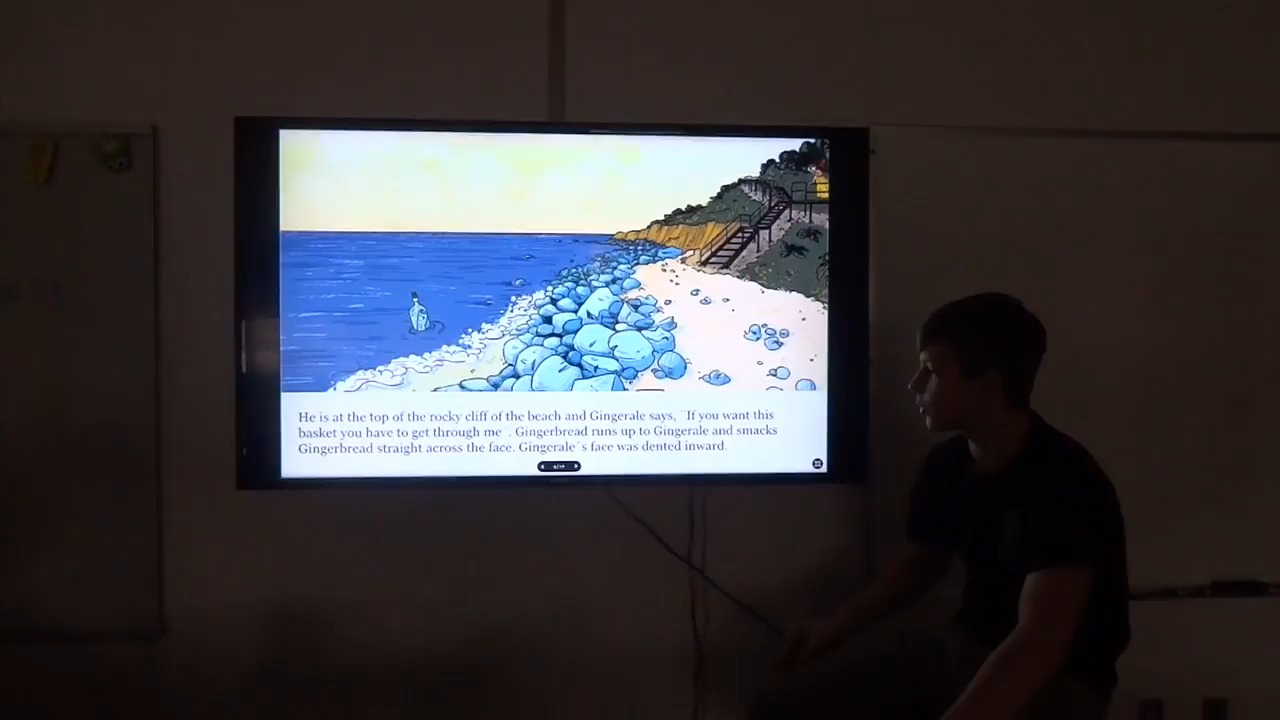 He is at the top of the rocky cliff of the beach and Gingerale says, ¨If you want this
basket you have to get through me¨. Gingerbread runs up to Gingerale and smacks
Gingerbread straight across the face. Gingerale´s face was dented inward.